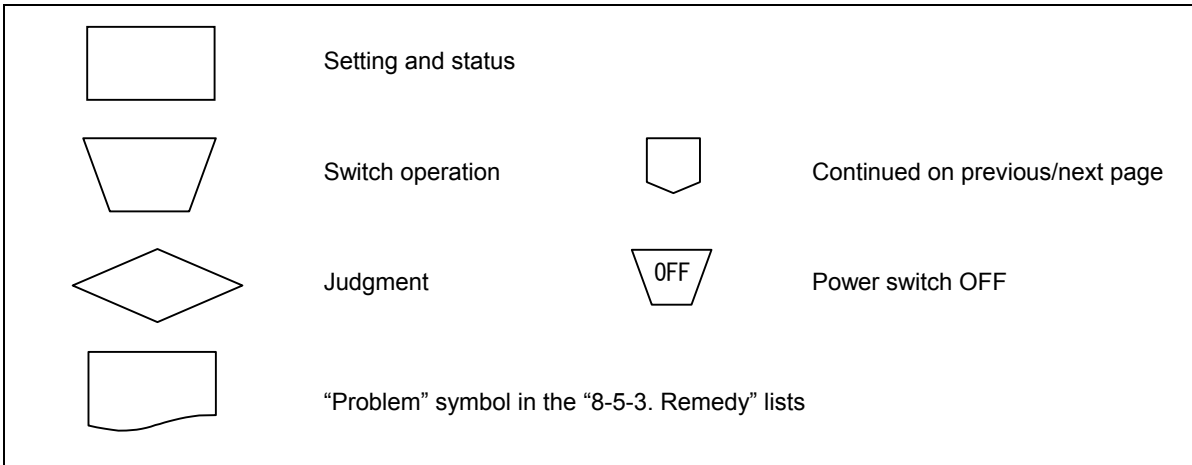 Setting and status
Switch operation
Continued on previous/next page
Judgment
OFF
Power switch OFF
“Problem” symbol in the “8-5-3. Remedy” lists